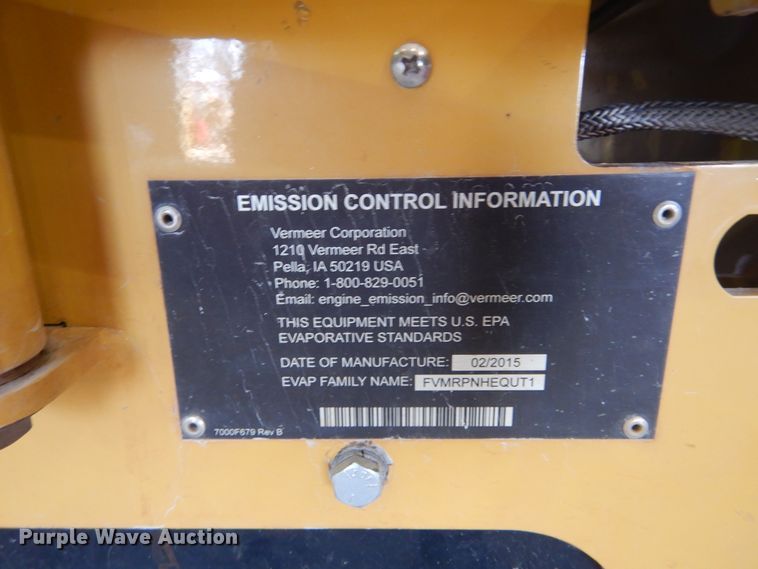 EMISSION CONTROL INFORMATION
Vermeer Corporation
1210 Vermeer Rd East
Pella, IA 50219 USA
Phone: 1-800-829-0051
Email: engine_emission_info@vermeer.com
THIS EQUIPMENT MEETS U.S. EPA
EVAPORATIVE STANDARDS
DATE OF MANUFACTURE: 02/2015
EVAP FAMILY NAME: FVMRPNHEQUT1
7000F679 Rev B
Purple Wave Auction